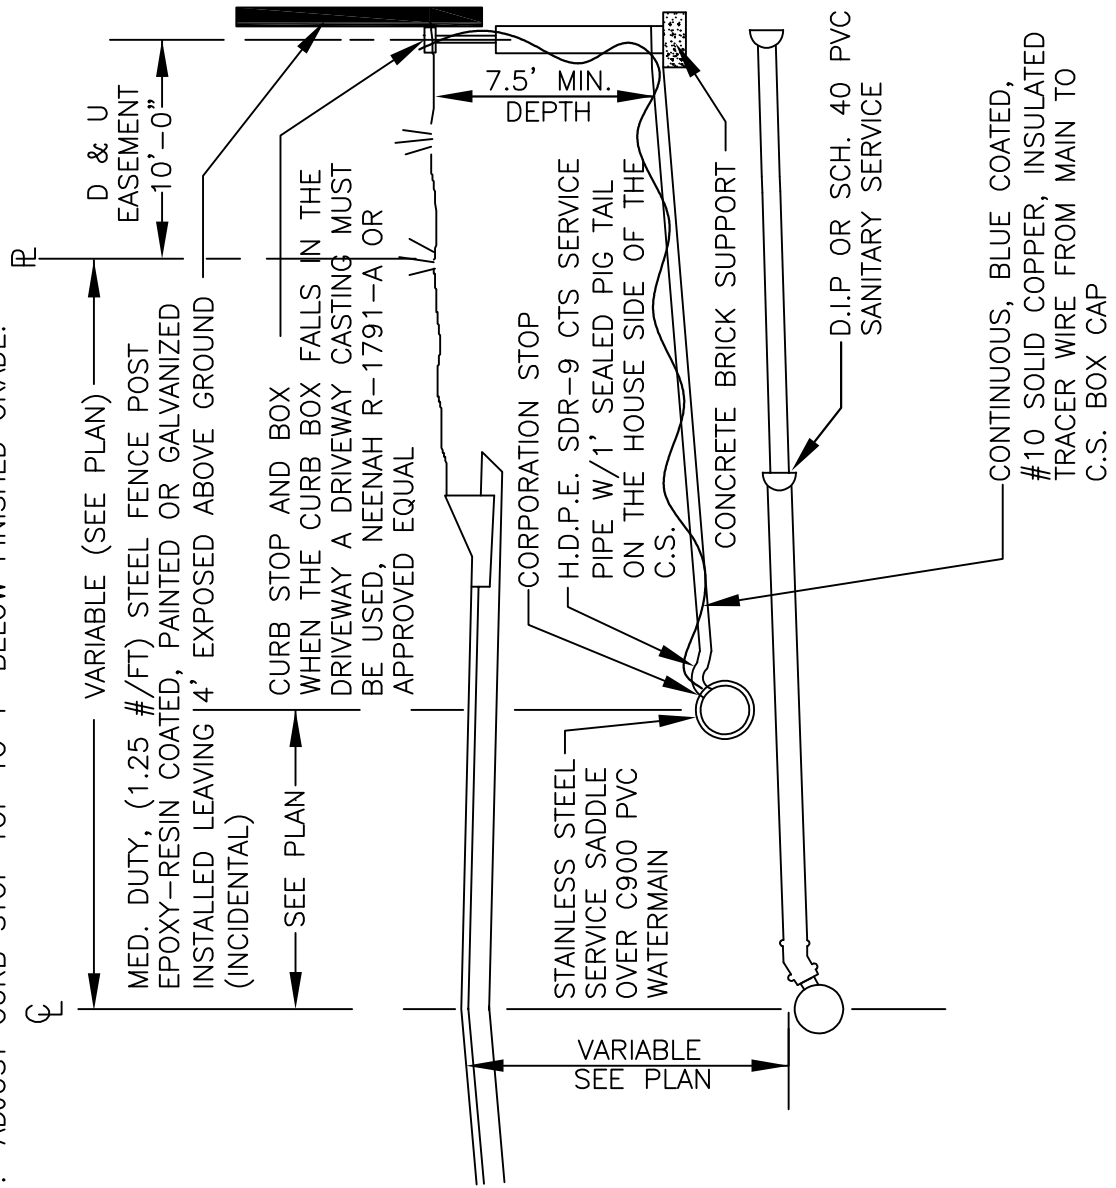 ADJUST CURB STOP TOP TO 1" BELOW FINISHED GRADE.
℄
PL
VARIABLE (SEE PLAN)
D & U
EASEMENT
10'-0"
MED. DUTY, (1.25 #/FT) STEEL FENCE POST
EPOXY-RESIN COATED, PAINTED OR GALVANIZED
INSTALLED LEAVING 4' EXPOSED ABOVE GROUND
(INCIDENTAL)
SEE PLAN
CURB STOP AND BOX
WHEN THE CURB BOX FALLS IN THE
DRIVEWAY A DRIVEWAY CASTING MUST
BE USED, NEENAH R-1791-A OR
APPROVED EQUAL
7.5' MIN.
DEPTH
CORPORATION STOP
H.D.P.E. SDR-9 CTS SERVICE
PIPE W/1' SEALED PIG TAIL
ON THE HOUSE SIDE OF THE
C.S.
STAINLESS STEEL
SERVICE SADDLE
OVER C900 PVC
WATERMAIN
CONCRETE BRICK SUPPORT
VARIABLE
SEE PLAN
D.I.P OR SCH. 40 PVC
SANITARY SERVICE
CONTINUOUS, BLUE COATED,
#10 SOLID COPPER, INSULATED
TRACER WIRE FROM MAIN TO
C.S. BOX CAP